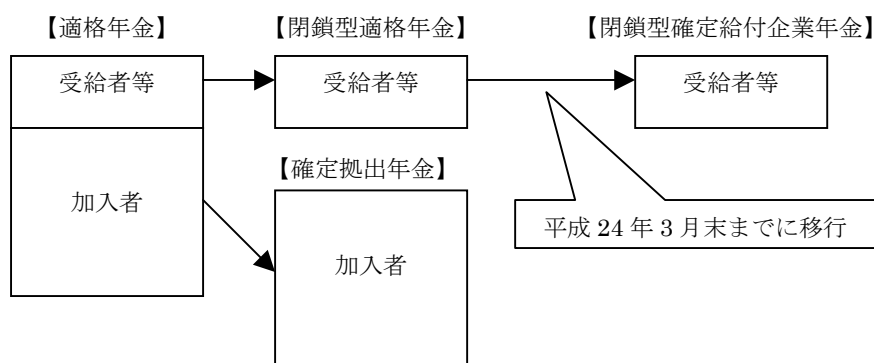 【適格年金】
【閉鎖型適格年金】
【閉鎖型確定給付企業年金】
受給者等
受給者等
受給者等
加入者
【確定拠出年金】
加入者
平成 24 年 3 月末までに移行